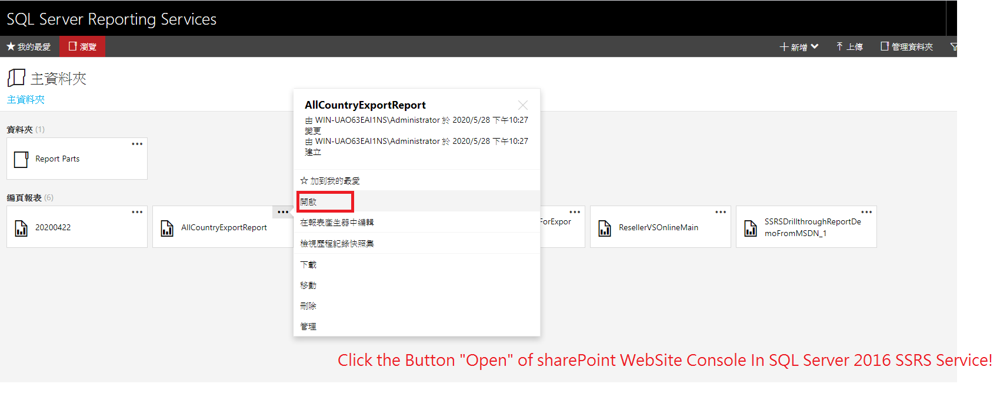 SQL Server Reporting Services
我的最愛
瀏覽
新增
上傳
管理資料夾
主資料夾
主資料夾
資料夾 (1)
Report Parts
編頁報表 (6)
20200422
AllCountryExportReport
AllCountryExportReport
由 WIN-UAO63EAI1NS\Administrator 於 2020/5/28 下午10:27
變更
由 WIN-UAO63EAI1NS\Administrator 於 2020/5/28 下午10:27
建立
加到我的最愛
開啟
在報表產生器中編輯
檢視歷程記錄快照集
下載
移動
刪除
管理
ForExpor
ResellerVSOnlineMain
SSRSDrillthroughReportDe
moFromMSDN_1
Click the Button "Open" of sharePoint WebSite Console In SQL Server 2016 SSRS Service!